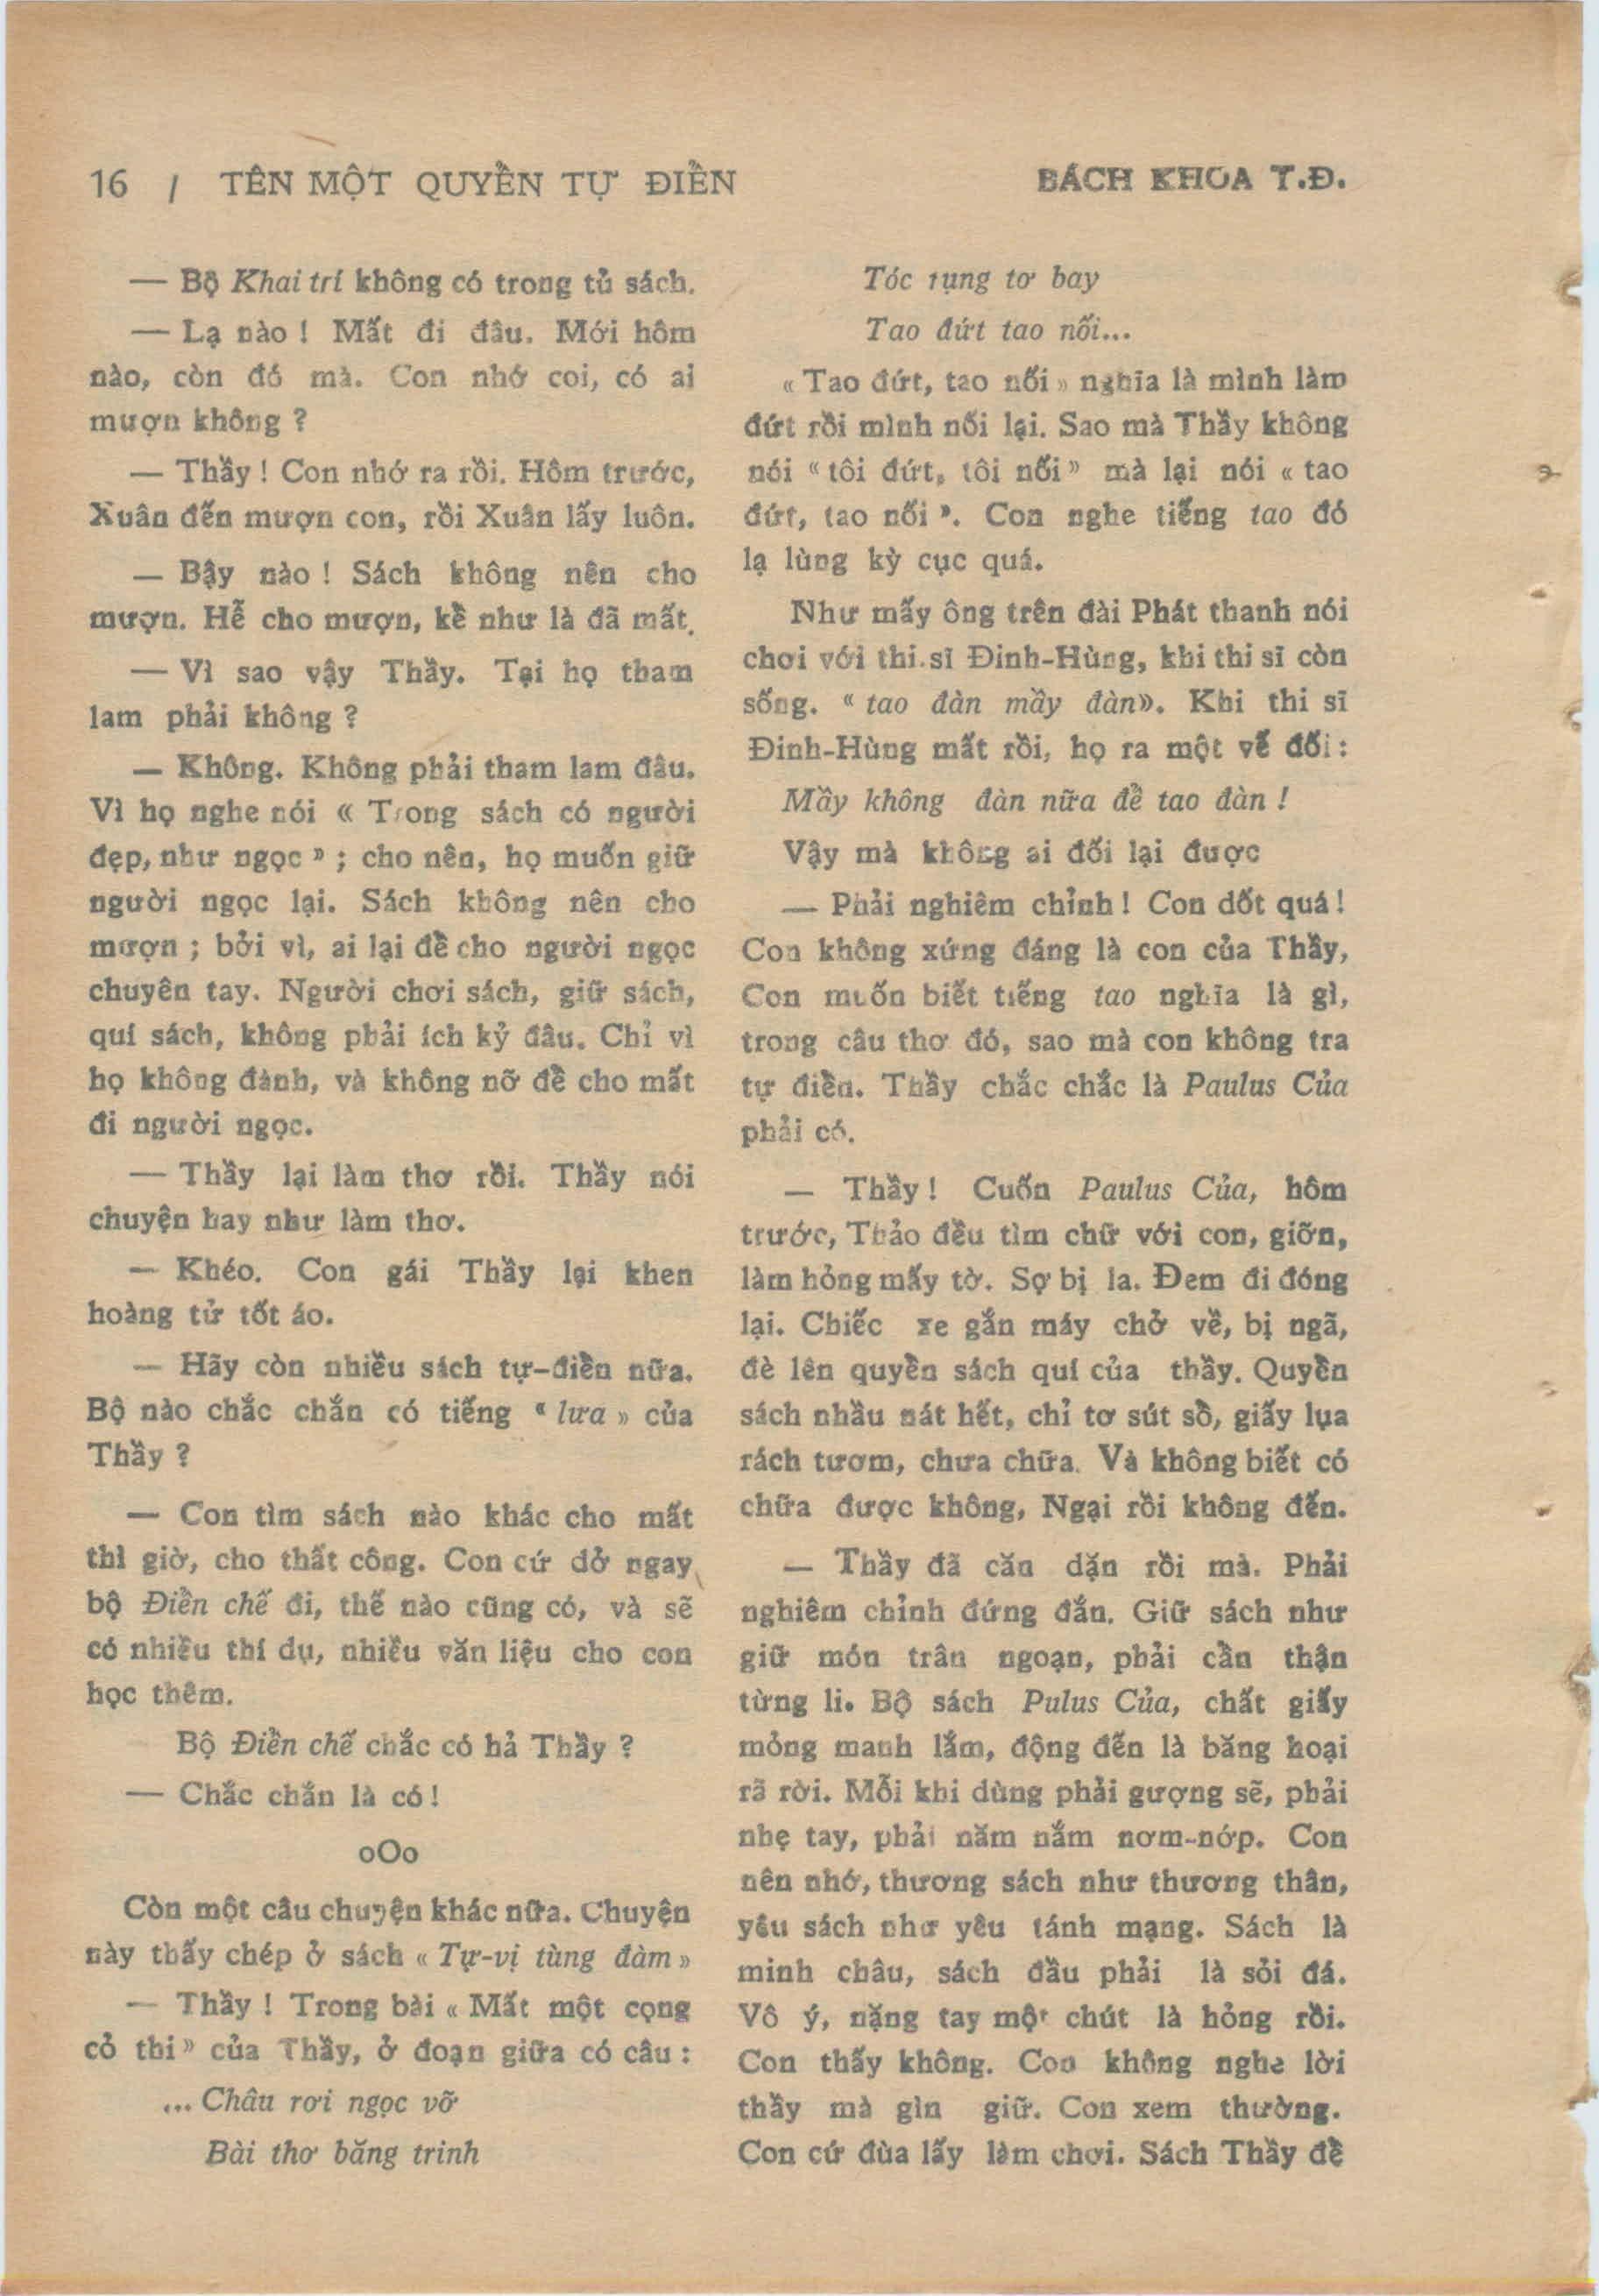 16 / TÊN MỘT QUYỂN TỰ ĐIỂN
BÁCH KHOA T.Đ.
— Bộ Khai trí không có trong tủ sách.
— Lạ nào ! Mất đi đâu. Mới hôm
nào, còn đó mà. Con nhớ coi, có ai
mượn không ?
— Thầy ! Con nhớ ra rồi. Hôm trước,
Xuân đến mượn con, rồi Xuân lấy luôn.
— Bậy nào ! Sách không nên cho
mượn. Hễ cho mượn, kể như là đã mất.
— Vì sao vậy Thầy. Tại họ tham
lam phải không ?
— Không. Không phải tham lam đâu.
Vì họ nghe nói « Trong sách có người
đẹp, như ngọc » ; cho nên, họ muốn giữ
người ngọc lại. Sách không nên cho
mượn ; bởi vì, ai lại để cho người ngọc
chuyên tay. Người chơi sách, giữ sách,
quí sách, không phải ích kỷ đâu. Chỉ vì
họ không đành, và không nỡ để cho mất
đi người ngọc.
— Thầy lại làm thơ rồi. Thầy nói
chuyện hay như làm thơ.
— Khéo. Con gái Thầy lại khen
hoàng tử tốt áo.
— Hãy còn nhiều sách tự-điển nữa.
Bộ nào chắc chắn có tiếng « lưa » của
Thầy ?
— Con tìm sách nào khác cho mất
thì giờ, cho thất công. Con cứ dở ngay
bộ Điển chế đi, thế nào cũng có, và sẽ
có nhiều thí dụ, nhiều văn liệu cho con
học thêm.
Bộ Điển chế chắc có hả Thầy ?
— Chắc chắn là có !
oOo
Còn một câu chuyện khác nữa. Chuyện
này thấy chép ở sách « Tự-vị tùng đàm »
— Thầy ! Trong bài « Mất một cọng
cỏ thi » của Thầy, ở đoạn giữa có câu :
... Châu rơi ngọc vỡ
Bài thơ băng trinh
Tóc rụng tơ bay
Tao đứt tao nối...
« Tao đứt, tao nối » nghĩa là mình làm
đứt rồi mình nối lại. Sao mà Thầy không
nói « tôi đứt, tôi nối » mà lại nói « tao
đứt, tao nối ». Con nghe tiếng tao đó
lạ lùng kỳ cục quá.
Như mấy ông trên đài Phát thanh nói
chơi với thi.sĩ Đinh-Hùng, khi thi sĩ còn
sống. « tao đàn mầy đàn». Khi thi sĩ
Đinh-Hùng mất rồi, họ ra một vế đối :
Mầy không đàn nữa để tao đàn !
Vậy mà không ai đối lại được
— Phải nghiêm chỉnh ! Con dốt quá !
Con không xứng đáng là con của Thầy,
Con muốn biết tiếng tao nghĩa là gì,
trong câu thơ đó, sao mà con không tra
tự điển. Thầy chắc chắc là Paulus Của
phải có.
— Thầy ! Cuốn Paulus Của, hôm
trước, Thảo đều tìm chữ với con, giỡn,
làm hỏng mấy tờ. Sợ bị la. Đem đi đóng
lại. Chiếc xe gắn máy chở về, bị ngã,
đè lên quyển sách quí của thầy. Quyển
sách nhầu nát hết, chỉ tơ sút sổ, giấy lụa
rách tươm, chưa chữa. Và không biết có
chữa được không, Ngại rồi không đến.
— Thầy đã căn dặn rồi mà. Phải
nghiêm chỉnh đứng đắn. Giữ sách như
giữ món trân ngoạn, phải cẩn thận
từng li. Bộ sách Pulus Của, chất giấy
mỏng manh lắm, động đến là băng hoại
rã rời. Mỗi khi dùng phải gượng sẽ, phải
nhẹ tay, phải năm nắm nơm-nớp. Con
nên nhớ, thương sách như thương thân,
yêu sách như yêu tánh mạng. Sách là
minh châu, sách đầu phải là sỏi đá.
Vô ý, nặng tay một chút là hỏng rồi.
Con thấy không. Con không nghe lời
thầy mà gìn giữ. Con xem thường.
Con cứ đùa lấy làm chơi. Sách Thầy để